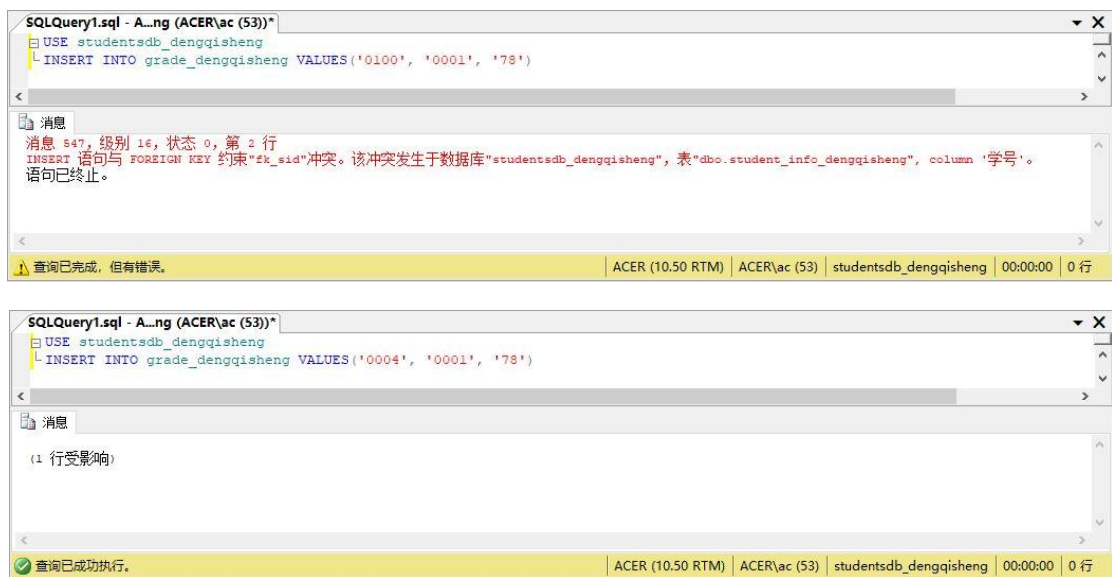 SQLQuery1.sql - A...ng (ACER\ac (53))*
USE studentsdb_dengqisheng
INSERT INTO grade_dengqisheng VALUES('0100', '0001', '78')
消息
消息 547，级别 16，状态 0，第 2 行
INSERT 语句与 FOREIGN KEY 约束"fk_sid"冲突。该冲突发生于数据库"studentsdb_dengqisheng"，表"dbo.student_info_dengqisheng", column '学号'。
语句已终止。
查询已完成，但有错误。 ACER (10.50 RTM) ACER\ac (53) studentsdb_dengqisheng 00:00:00 0 行
SQLQuery1.sql - A...ng (ACER\ac (53))*
USE studentsdb_dengqisheng
INSERT INTO grade_dengqisheng VALUES('0004', '0001', '78')
消息
(1 行受影响)
查询已成功执行。 ACER (10.50 RTM) ACER\ac (53) studentsdb_dengqisheng 00:00:00 0 行